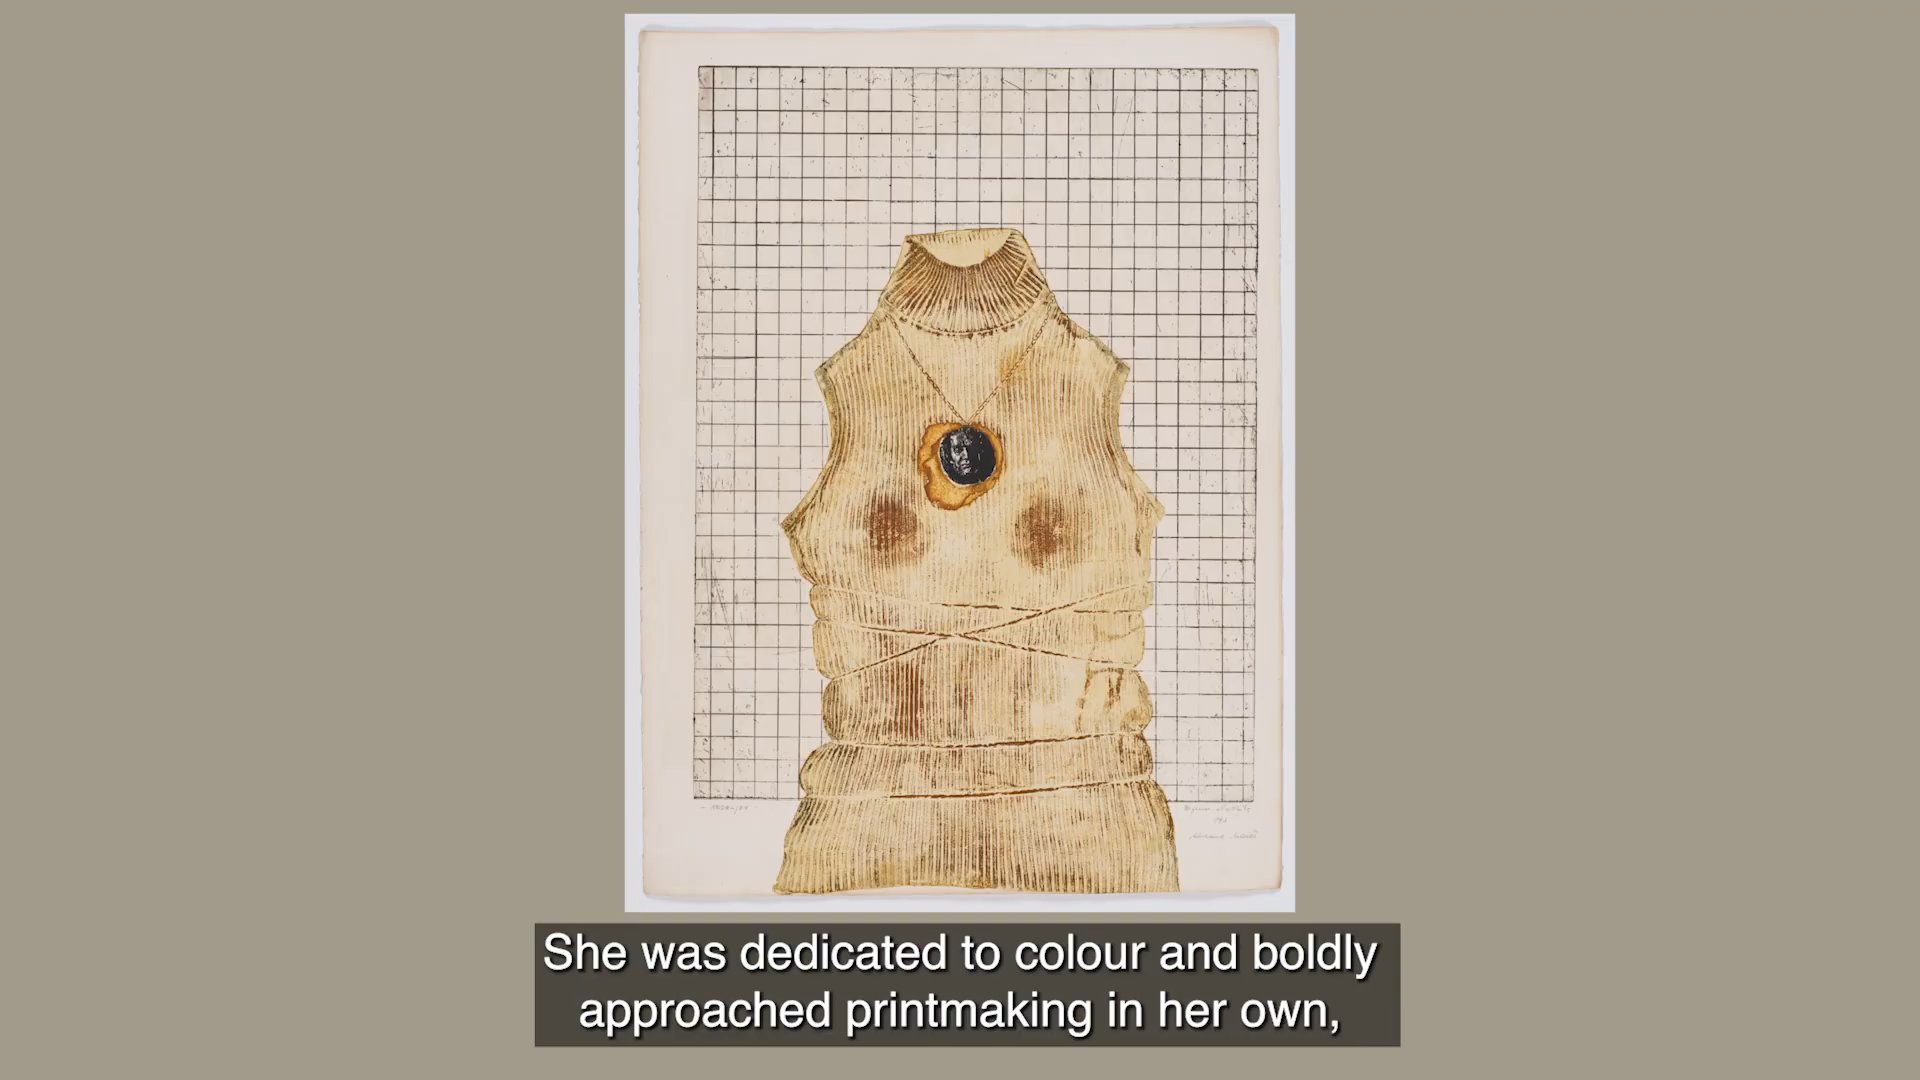 She was dedicated to colour and boldly
approached printmaking in her own,